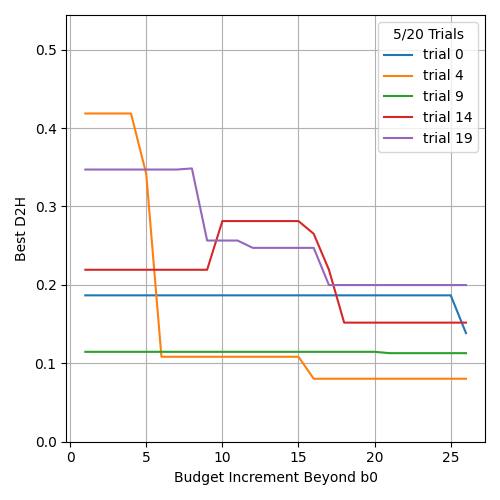 5/20 Trials
trial 0
trial 4
trial 9
trial 14
trial 19
0.5
0.4
0.3
0.2
0.1
0.0
Best D2H
0
5
10
15
20
25
Budget Increment Beyond b0